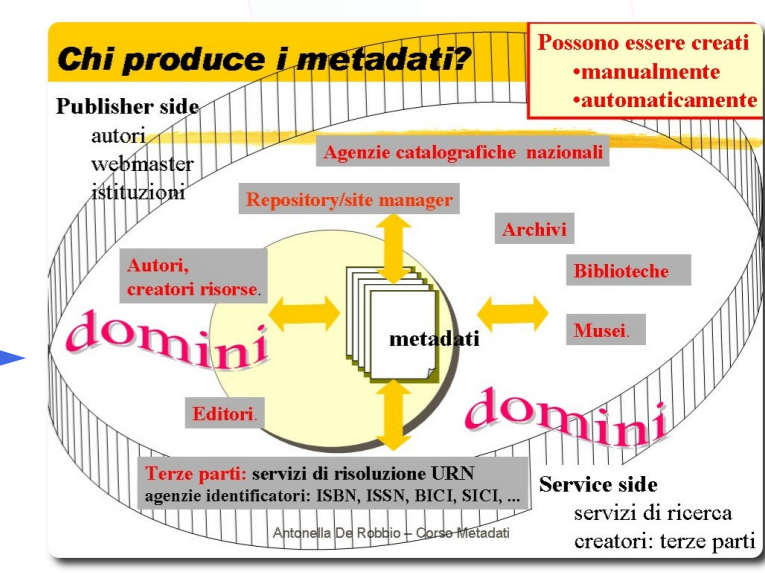 Chi produce i metadati?
Possono essere creati
•manualmente
•automaticamente
Publisher side
autori
webmaster
istituzioni
Agenzie catalografiche nazionali
Repository/site manager
Archivi
Autori,
creatori risorse.
Biblioteche
domini
metadati
Musei.
Editori.
domini
Terze parti: servizi di risoluzione URN
agenzie identificatori: ISBN, ISSN, BICI, SICI, ...
Service side
servizi di ricerca
creatori: terze parti
Antonella De Robbio – Corso Metadati